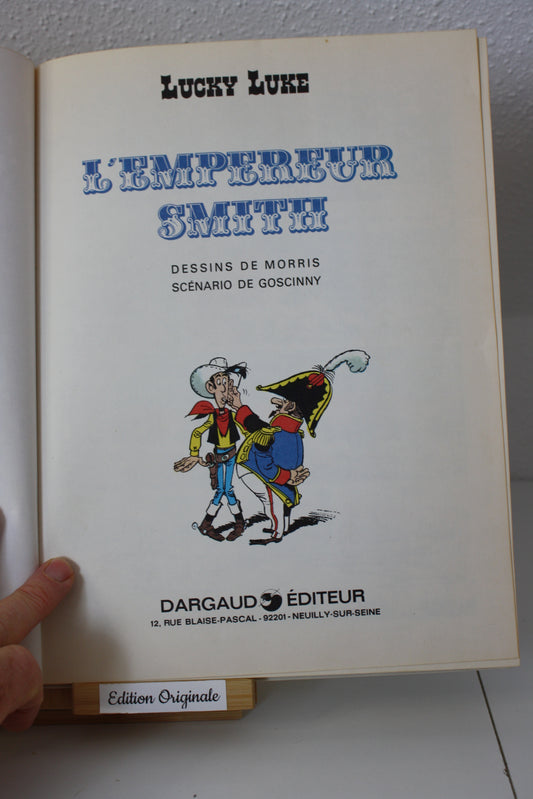 LUCKY LUKE
L'EMPEREUR
SMITH
DESSINS DE MORRIS
SCÉNARIO DE GOSCINNY
DARGAUD ÉDITEUR
12, RUE BLAISE-PASCAL - 92201 - NEUILLY-SUR-SEINE
Edition Originale